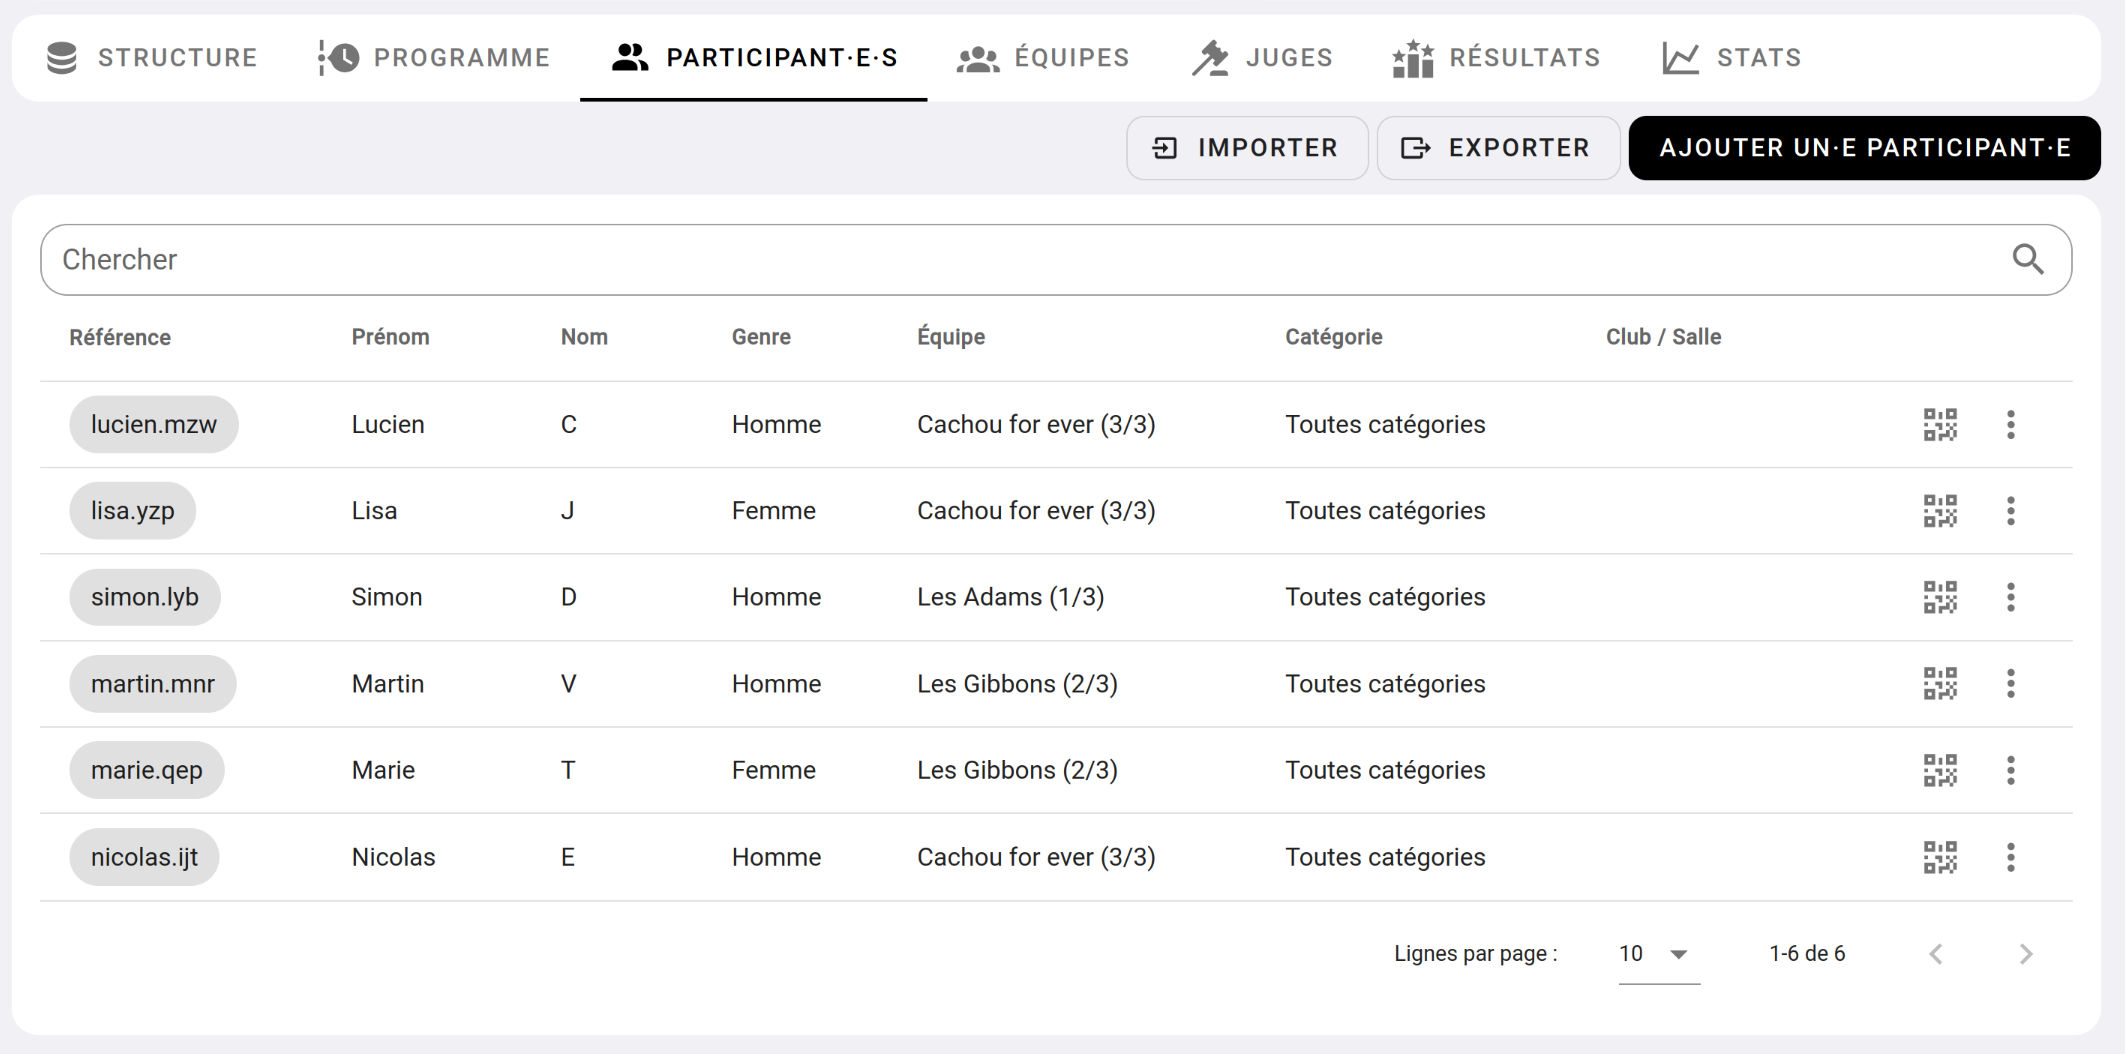 STRUCTURE PROGRAMME PARTICIPANT·E·S ÉQUIPES JUGES RÉSULTATS STATS
IMPORTER EXPORTER AJOUTER UN·E PARTICIPANT·E
Chercher
Référence Prénom Nom Genre Équipe Catégorie Club / Salle
lucien.mzw Lucien C Homme Cachou for ever (3/3) Toutes catégories
lisa.yzp Lisa J Femme Cachou for ever (3/3) Toutes catégories
simon.lyb Simon D Homme Les Adams (1/3) Toutes catégories
martin.mnr Martin V Homme Les Gibbons (2/3) Toutes catégories
marie.qep Marie T Femme Les Gibbons (2/3) Toutes catégories
nicolas.ijt Nicolas E Homme Cachou for ever (3/3) Toutes catégories
Lignes par page : 10 1-6 de 6